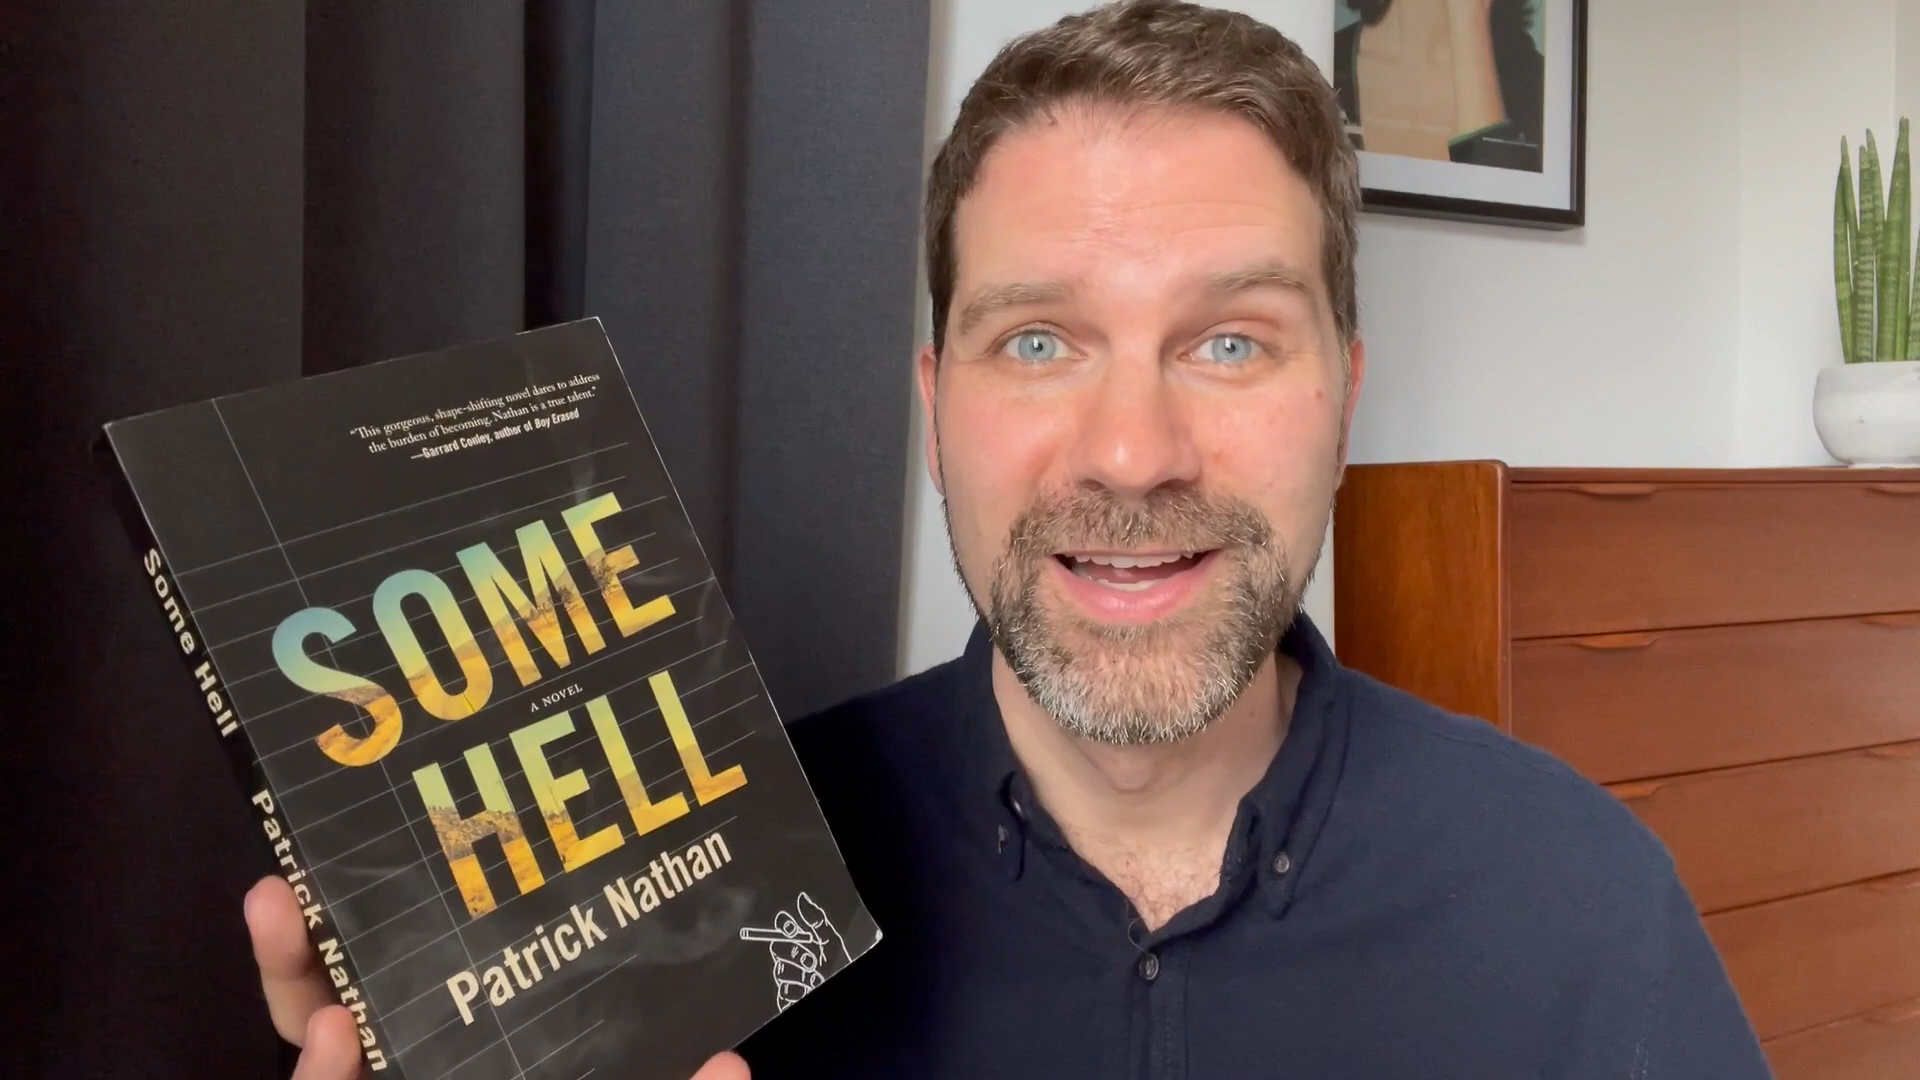 “This gorgeous, shape-shifting novel dares to address
the burden of becoming. Nathan is a true talent.”
—Garrard Conley, author of Boy Erased
SOME
A NOVEL
HELL
Patrick Nathan
Some Hell Patrick Nathan